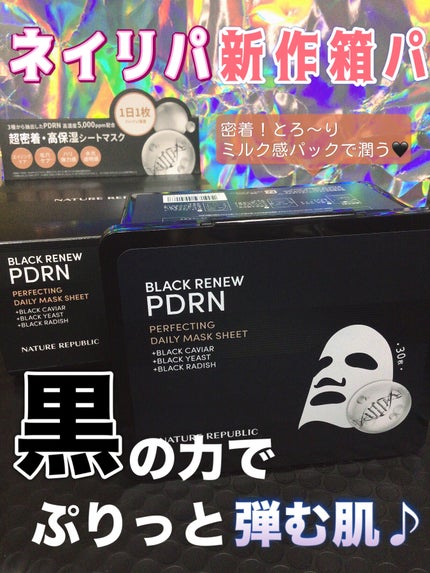 ネイリパ新作箱パ
密着！とろ〜り
ミルク感パックで潤う🖤
1日1枚
3種から抽出したPDRN 高濃度5,000ppm配合
超密着・高保湿シートマスク
NATURE REPUBLIC
BLACK RENEW
PDRN
PERFECTING
DAILY MASK SHEET
+BLACK CAVIAR
+BLACK YEAST
+BLACK RADISH
NATURE REPUBLIC
BLACK RENEW
PDRN
PERFECTING
DAILY MASK SHEET
+BLACK CAVIAR
+BLACK YEAST
+BLACK RADISH
·30枚·
NATURE REPUBLIC
黒の力で
ぷりっと弾む肌♪